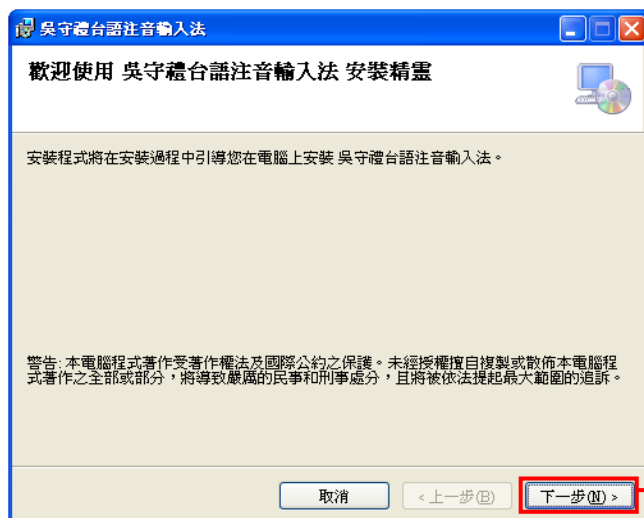 吳守禮台語注音輸入法
歡迎使用 吳守禮台語注音輸入法 安裝精靈
安裝程式將在安裝過程中引導您在電腦上安裝 吳守禮台語注音輸入法。
警告: 本電腦程式著作受著作權法及國際公約之保護。未經授權擅自複製或散佈本電腦程
式著作之全部或部分，將導致嚴厲的民事和刑事處分，且將被依法提起最大範圍的追訴。
取消 <上一步(B) 下一步(N) >